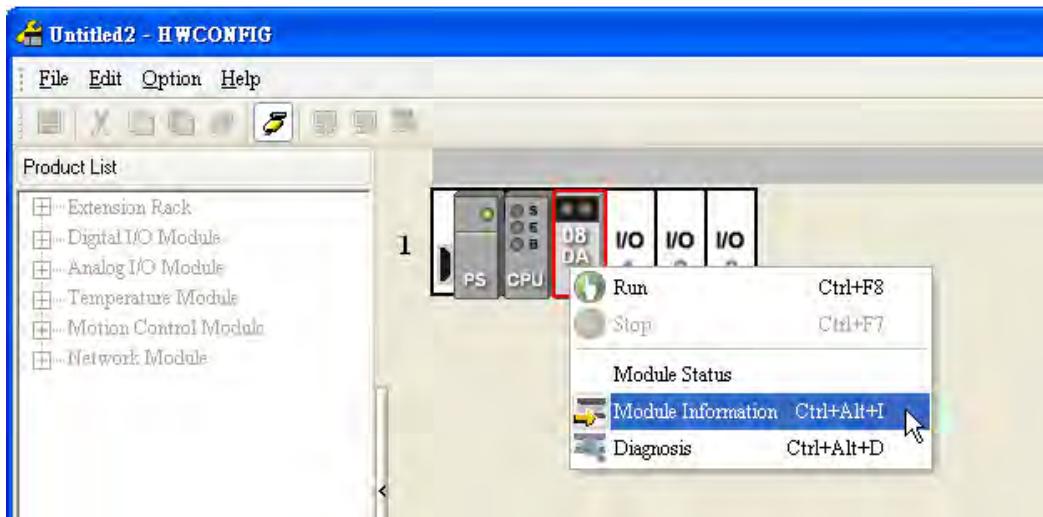 Untitled2 - HWCONFIG
File Edit Option Help
Product List
Extension Rack
Digital I/O Module
Analog I/O Module
Temperature Module
Motion Control Module
Network Module
1
PS
CPU
S
E
B
08
DA
I/O
I/O
I/O
Run Ctrl+F8
Stop Ctrl+F7
Module Status
Module Information Ctrl+Alt+I
Diagnosis Ctrl+Alt+D